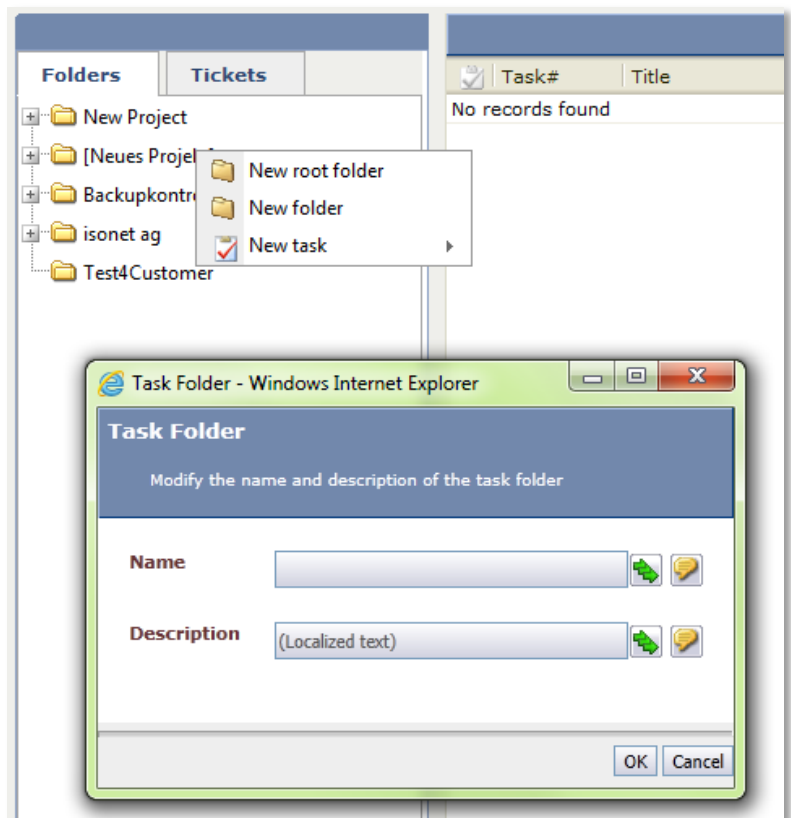 Folders Tickets
Task# Title
No records found
New Project
[Neues
Backupkontr
isonet ag
Test4Customer
New root folder
New folder
New task
Task Folder - Windows Internet Explorer
Task Folder
Modify the name and description of the task folder
Name
Description (Localized text)
OK Cancel